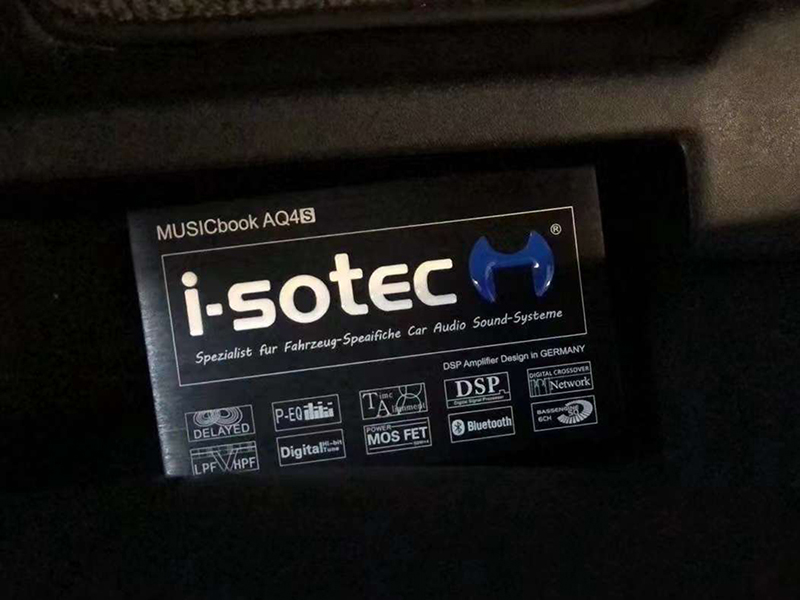 MUSICbook AQ4S
i-sotec ®
Spezialist fur Fahrzeug-Speaifiche Car Audio Sound-Systeme
DSP Amplifier Design in GERMANY
DELAYED
P-EQ
Time Alignment
DSP
Digital Signal Processor
DIGITAL CROSSOVER
Network
LPF HPF
Digital Hi-bit Tune
POWER
MOS FET
Bluetooth
6CH